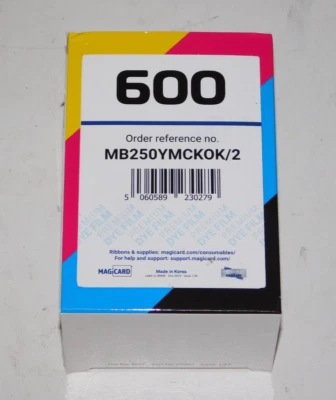 600
Order reference no.
MB250YMCKOK/2
5 060589 230279 >
Ribbons & supplies: magicard.com/consumables/
For help and support: support.magicard.com/
MAGICARD
Made in Korea